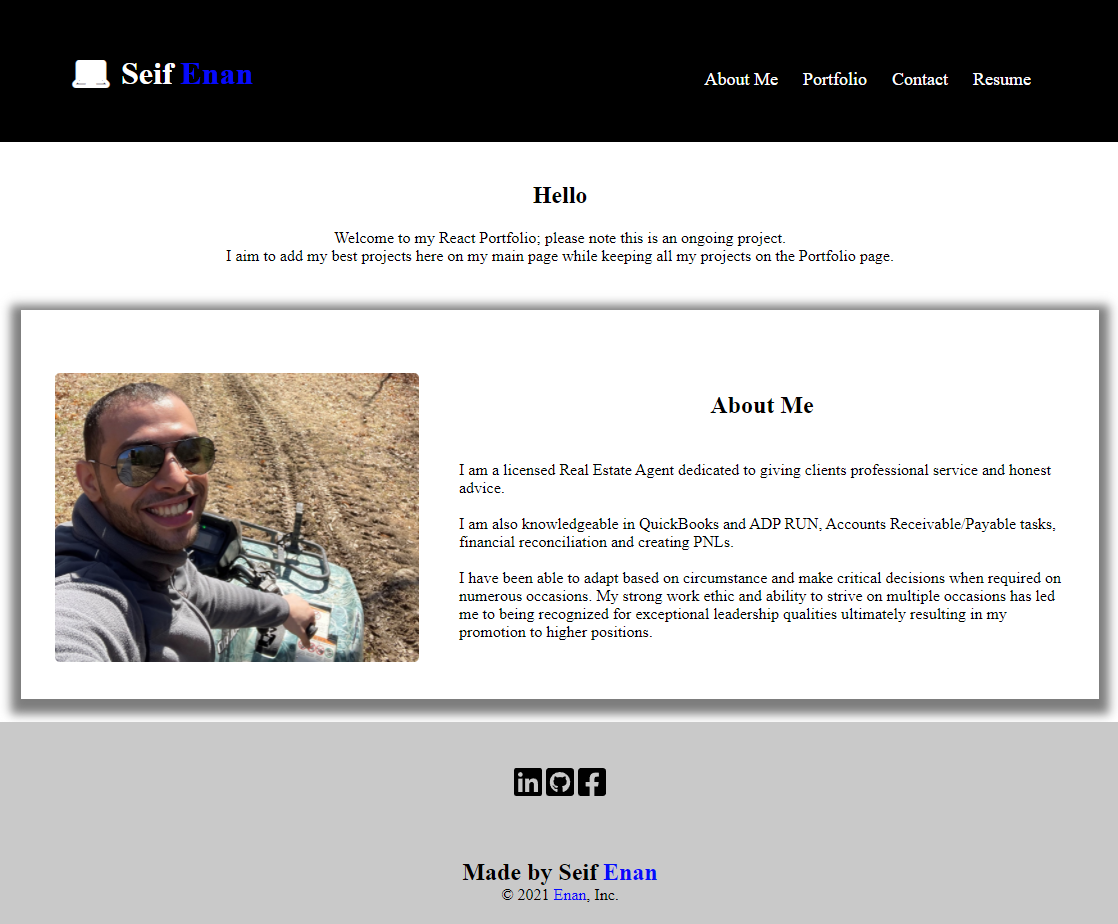 Seif Enan
About Me Portfolio Contact Resume
Hello
Welcome to my React Portfolio; please note this is an ongoing project.
I aim to add my best projects here on my main page while keeping all my projects on the Portfolio page.
About Me
I am a licensed Real Estate Agent dedicated to giving clients professional service and honest
advice.
I am also knowledgeable in QuickBooks and ADP RUN, Accounts Receivable/Payable tasks,
financial reconciliation and creating PNLs.
I have been able to adapt based on circumstance and make critical decisions when required on
numerous occasions. My strong work ethic and ability to strive on multiple occasions has led
me to being recognized for exceptional leadership qualities ultimately resulting in my
promotion to higher positions.
in
Made by Seif Enan
© 2021 Enan, Inc.